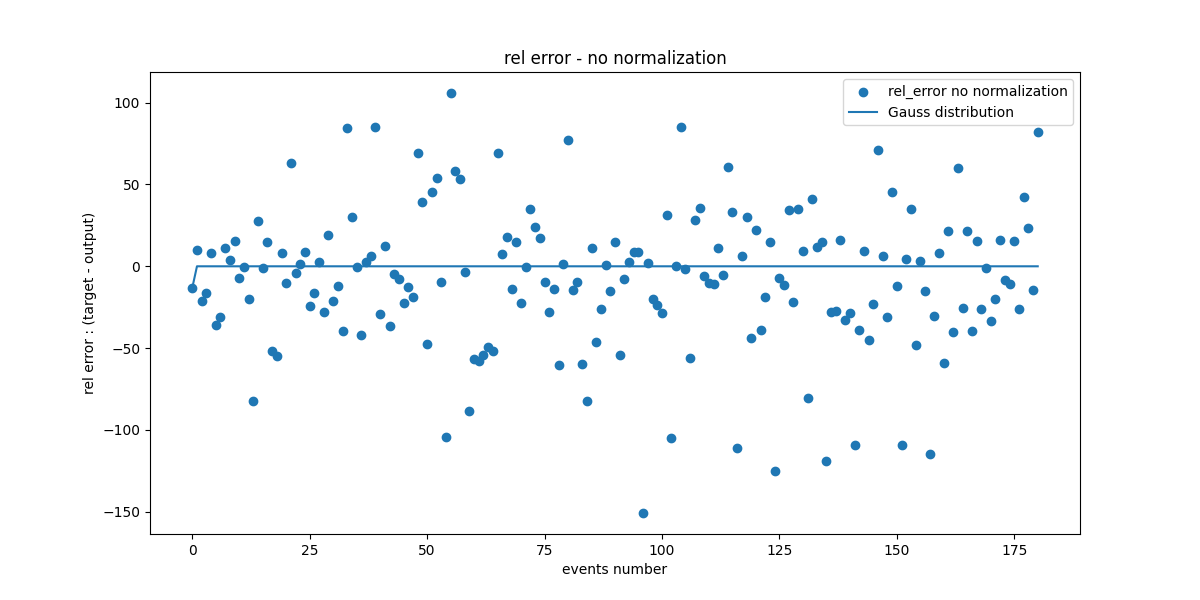 rel error - no normalization
rel_error no normalization
Gauss distribution
rel error : (target - output)
100
50
0
−50
−100
−150
0 25 50 75 100 125 150 175
events number